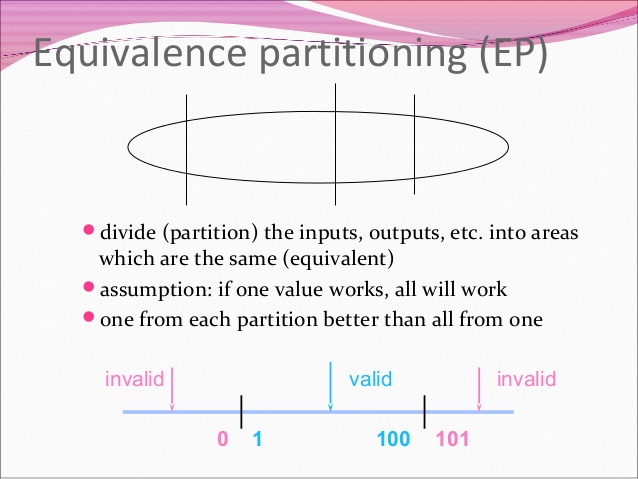 Equivalence partitioning (EP)
divide (partition) the inputs, outputs, etc. into areas
which are the same (equivalent)
assumption: if one value works, all will work
one from each partition better than all from one
invalid valid invalid
0 1 100 101